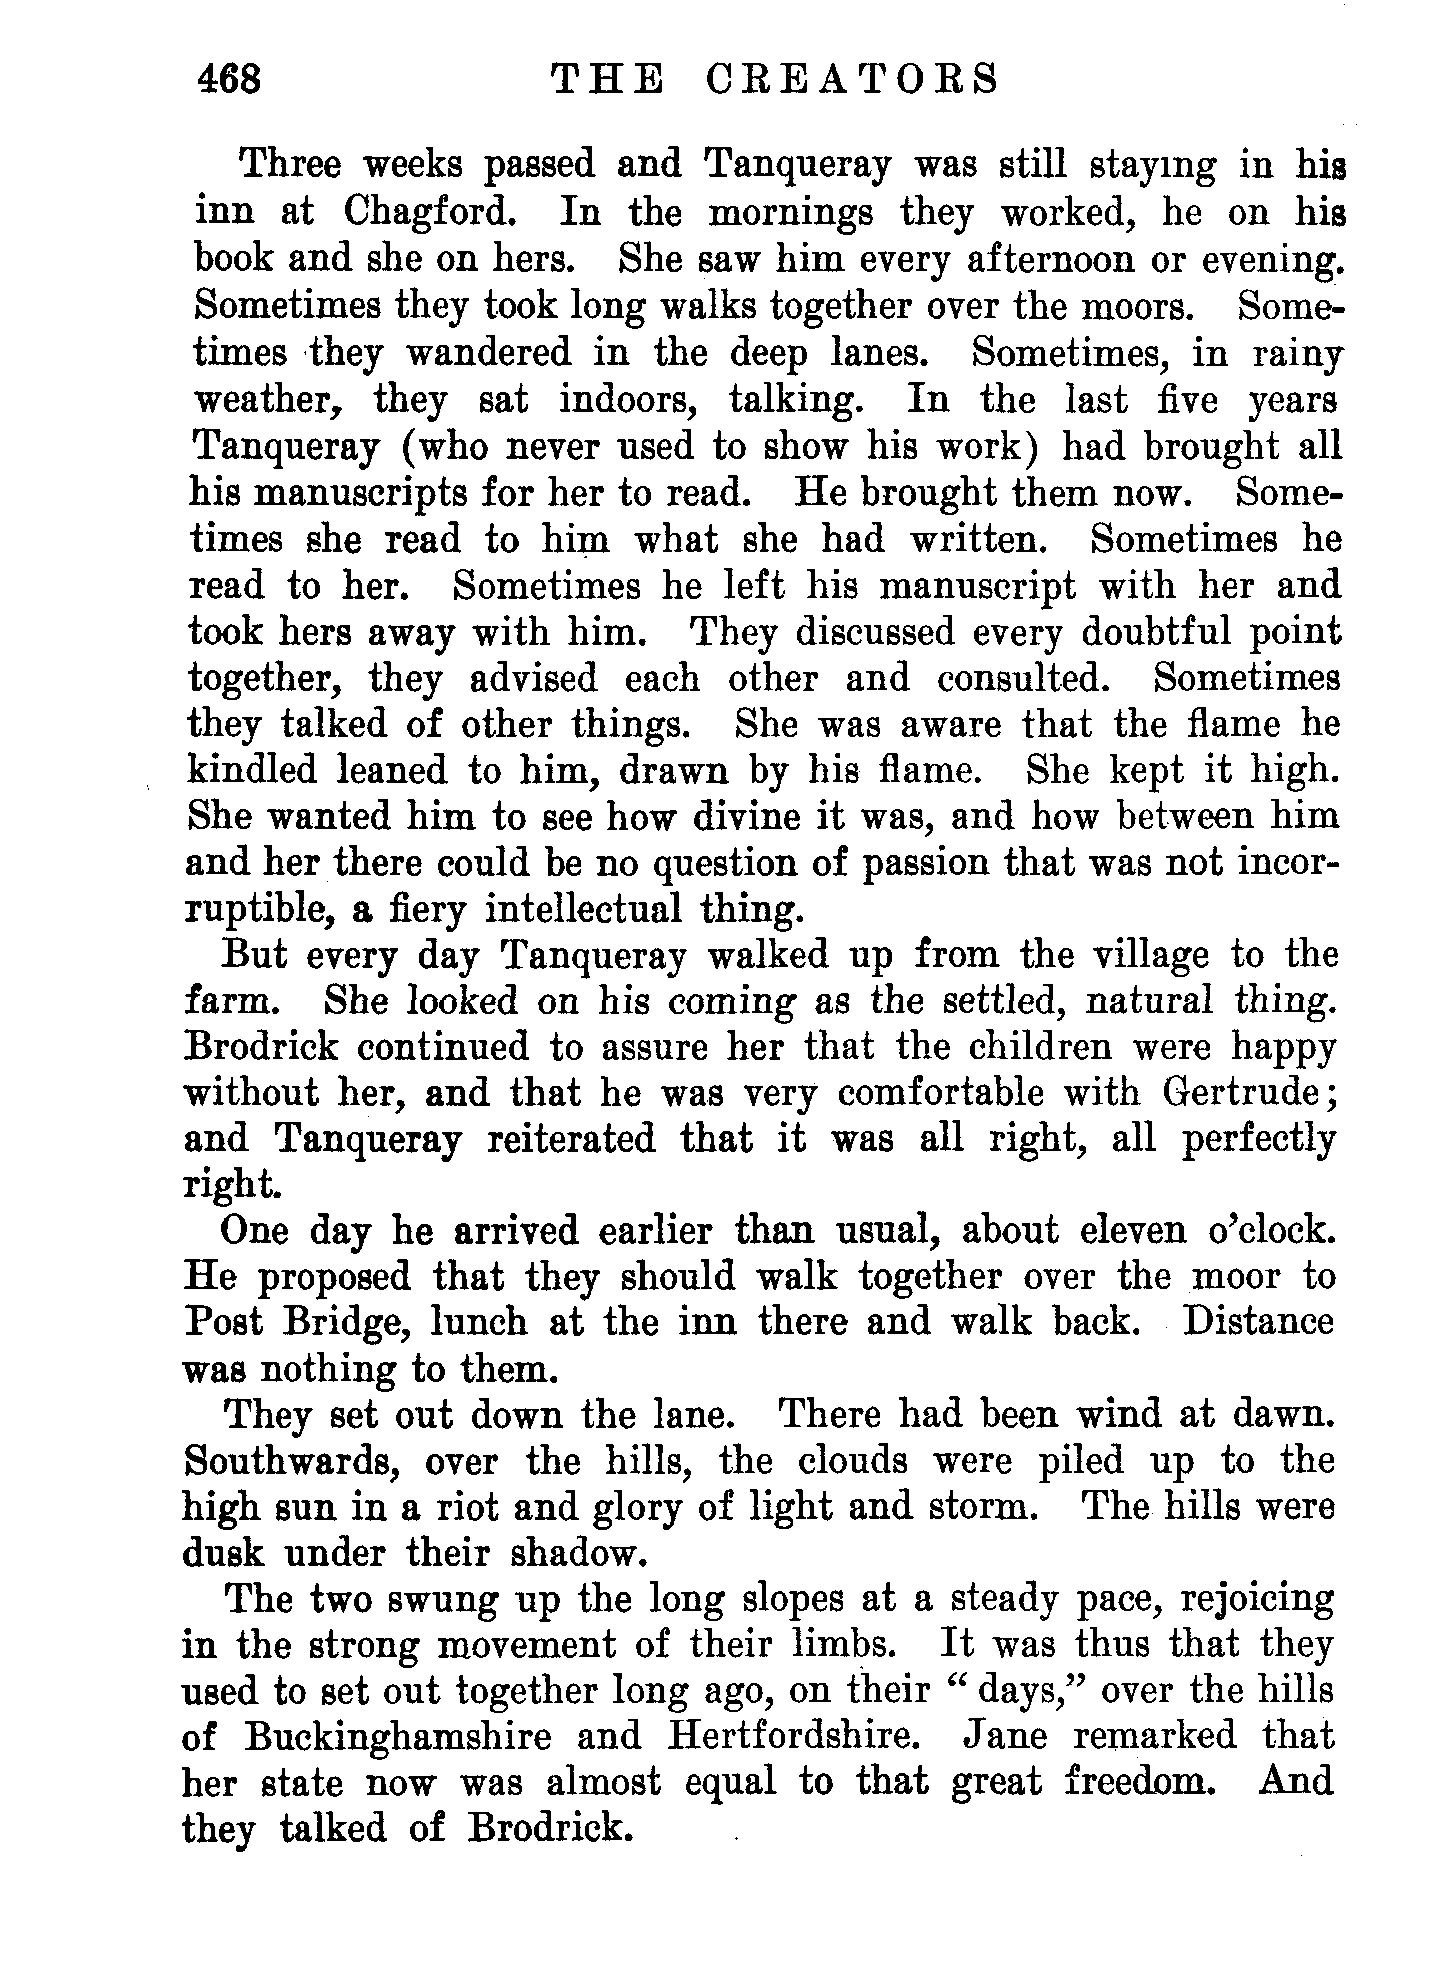 468 THE CREATORS
Three weeks passed and Tanqueray was still staying in his
inn at Chagford. In the mornings they worked, he on his
book and she on hers. She saw him every afternoon or evening.
Sometimes they took long walks together over the moors. Some-
times they wandered in the deep lanes. Sometimes, in rainy
weather, they sat indoors, talking. In the last five years
Tanqueray (who never used to show his work) had brought all
his manuscripts for her to read. He brought them now. Some-
times she read to him what she had written. Sometimes he
read to her. Sometimes he left his manuscript with her and
took hers away with him. They discussed every doubtful point
together, they advised each other and consulted. Sometimes
they talked of other things. She was aware that the flame he
kindled leaned to him, drawn by his flame. She kept it high.
She wanted him to see how divine it was, and how between him
and her there could be no question of passion that was not incor-
ruptible, a fiery intellectual thing.
But every day Tanqueray walked up from the village to the
farm. She looked on his coming as the settled, natural thing.
Brodrick continued to assure her that the children were happy
without her, and that he was very comfortable with Gertrude;
and Tanqueray reiterated that it was all right, all perfectly
right.
One day he arrived earlier than usual, about eleven o'clock.
He proposed that they should walk together over the moor to
Post Bridge, lunch at the inn there and walk back. Distance
was nothing to them.
They set out down the lane. There had been wind at dawn.
Southwards, over the hills, the clouds were piled up to the
high sun in a riot and glory of light and storm. The hills were
dusk under their shadow.
The two swung up the long slopes at a steady pace, rejoicing
in the strong movement of their limbs. It was thus that they
used to set out together long ago, on their " days," over the hills
of Buckinghamshire and Hertfordshire. Jane remarked that
her state now was almost equal to that great freedom. And
they talked of Brodrick.